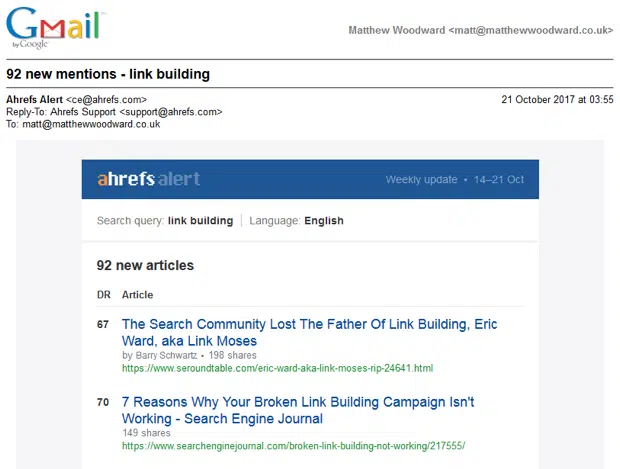 Gmail
by Google
Matthew Woodward <matt@matthewwoodward.co.uk>
92 new mentions - link building
Ahrefs Alert <ce@ahrefs.com>
21 October 2017 at 03:55
Reply-To: Ahrefs Support <support@ahrefs.com>
To: matt@matthewwoodward.co.uk
ahrefs alert
Weekly update • 14–21 Oct
Search query: link building | Language: English
92 new articles
DR Article
67 The Search Community Lost The Father Of Link Building, Eric
Ward, aka Link Moses
by Barry Schwartz • 198 shares
https://www.seroundtable.com/eric-ward-aka-link-moses-rip-24641.html
70 7 Reasons Why Your Broken Link Building Campaign Isn't
Working - Search Engine Journal
149 shares
https://www.searchenginejournal.com/broken-link-building-not-working/217555/